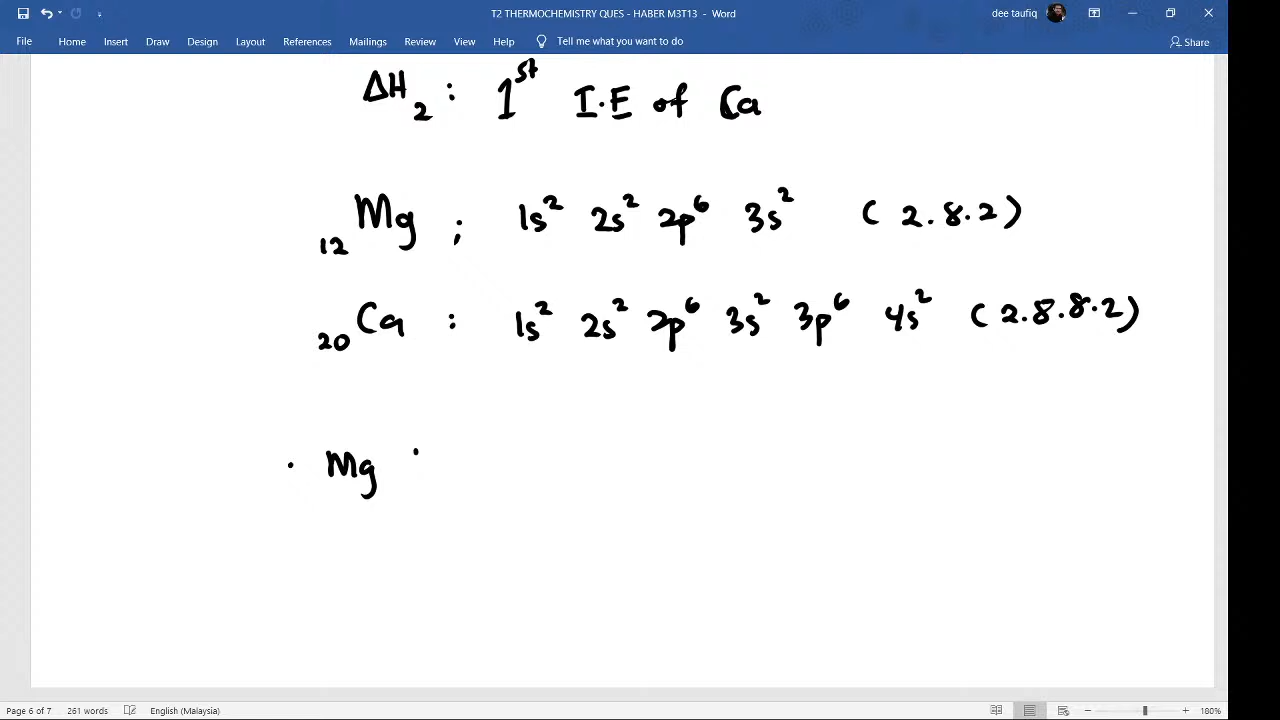 T2 THERMOCHEMISTRY QUES - HABER M3T13 - Word
dee taufiq
File Home Insert Draw Design Layout References Mailings Review View Help Tell me what you want to do
Share
ΔH₂ : 1ˢᵗ I.E of Ca
₁₂Mg ; 1s² 2s² 2p⁶ 3s² (2.8.2)
₂₀Ca : 1s² 2s² 2p⁶ 3s² 3p⁶ 4s² (2.8.8.2)
· Mg ·
Page 6 of 7 261 words English (Malaysia)
180%